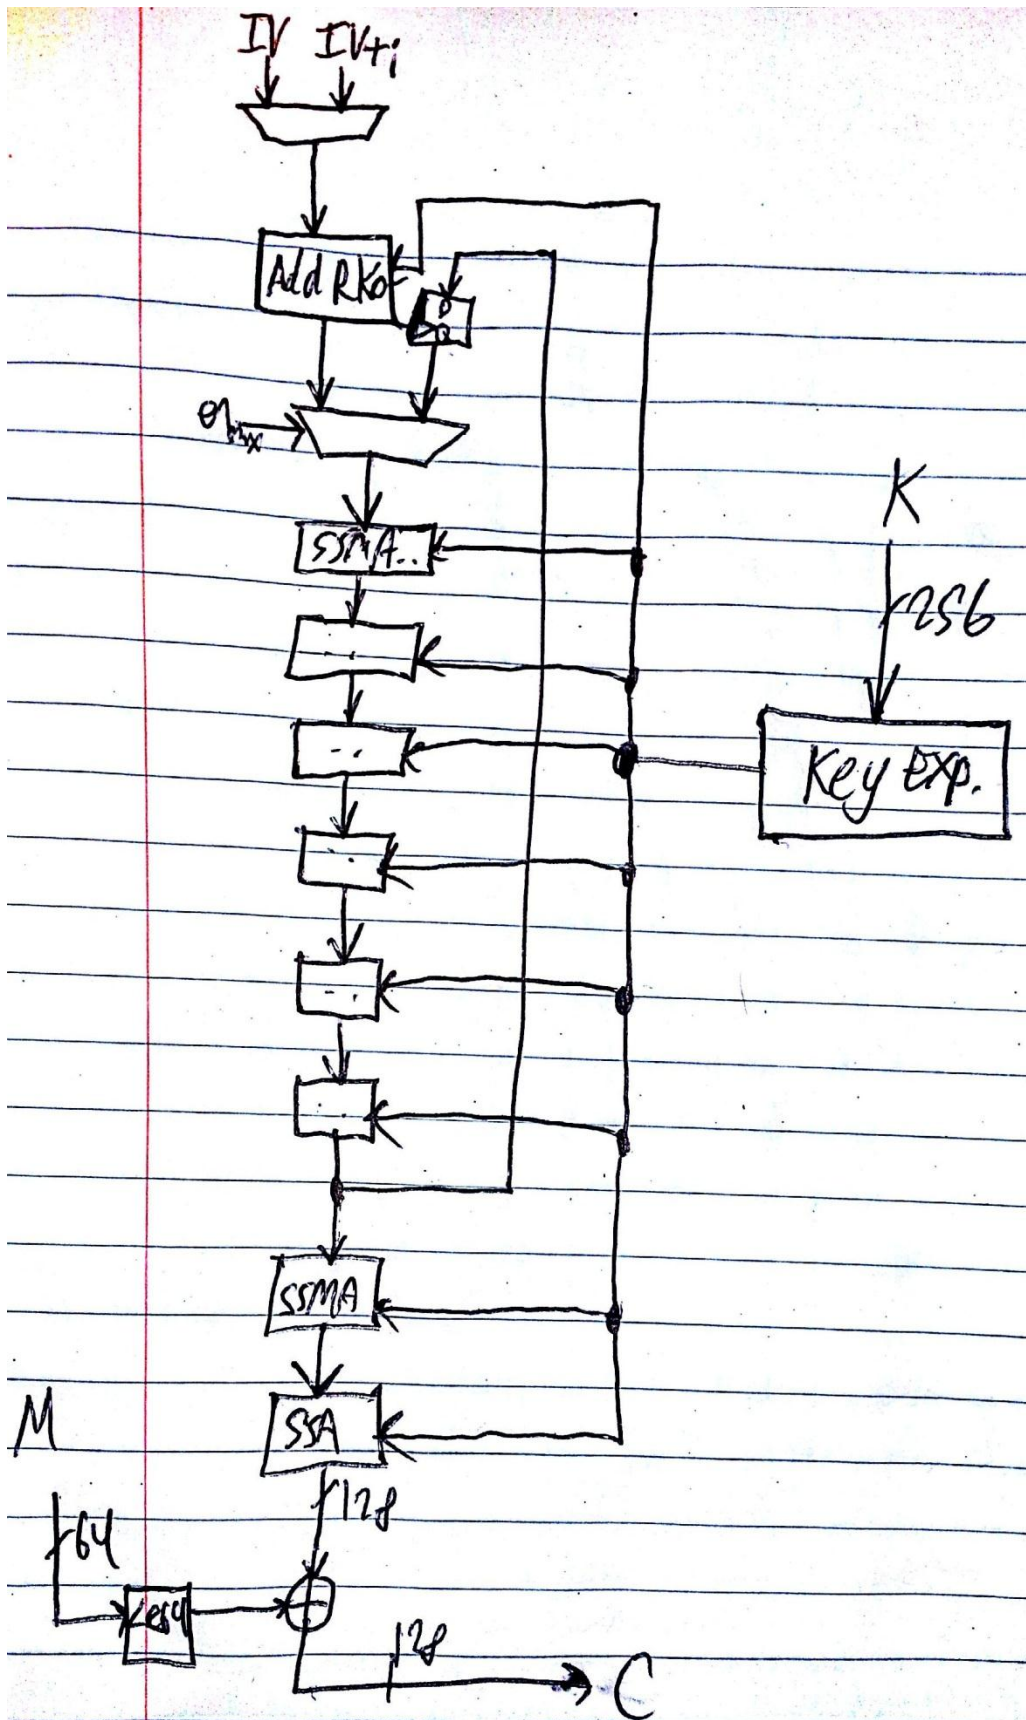 IV IV+i
Add RK0
D
Q
SSMA..
K
256
..
..
Key exp.
..
..
..
SSMA
M
SSA
128
64
128
C